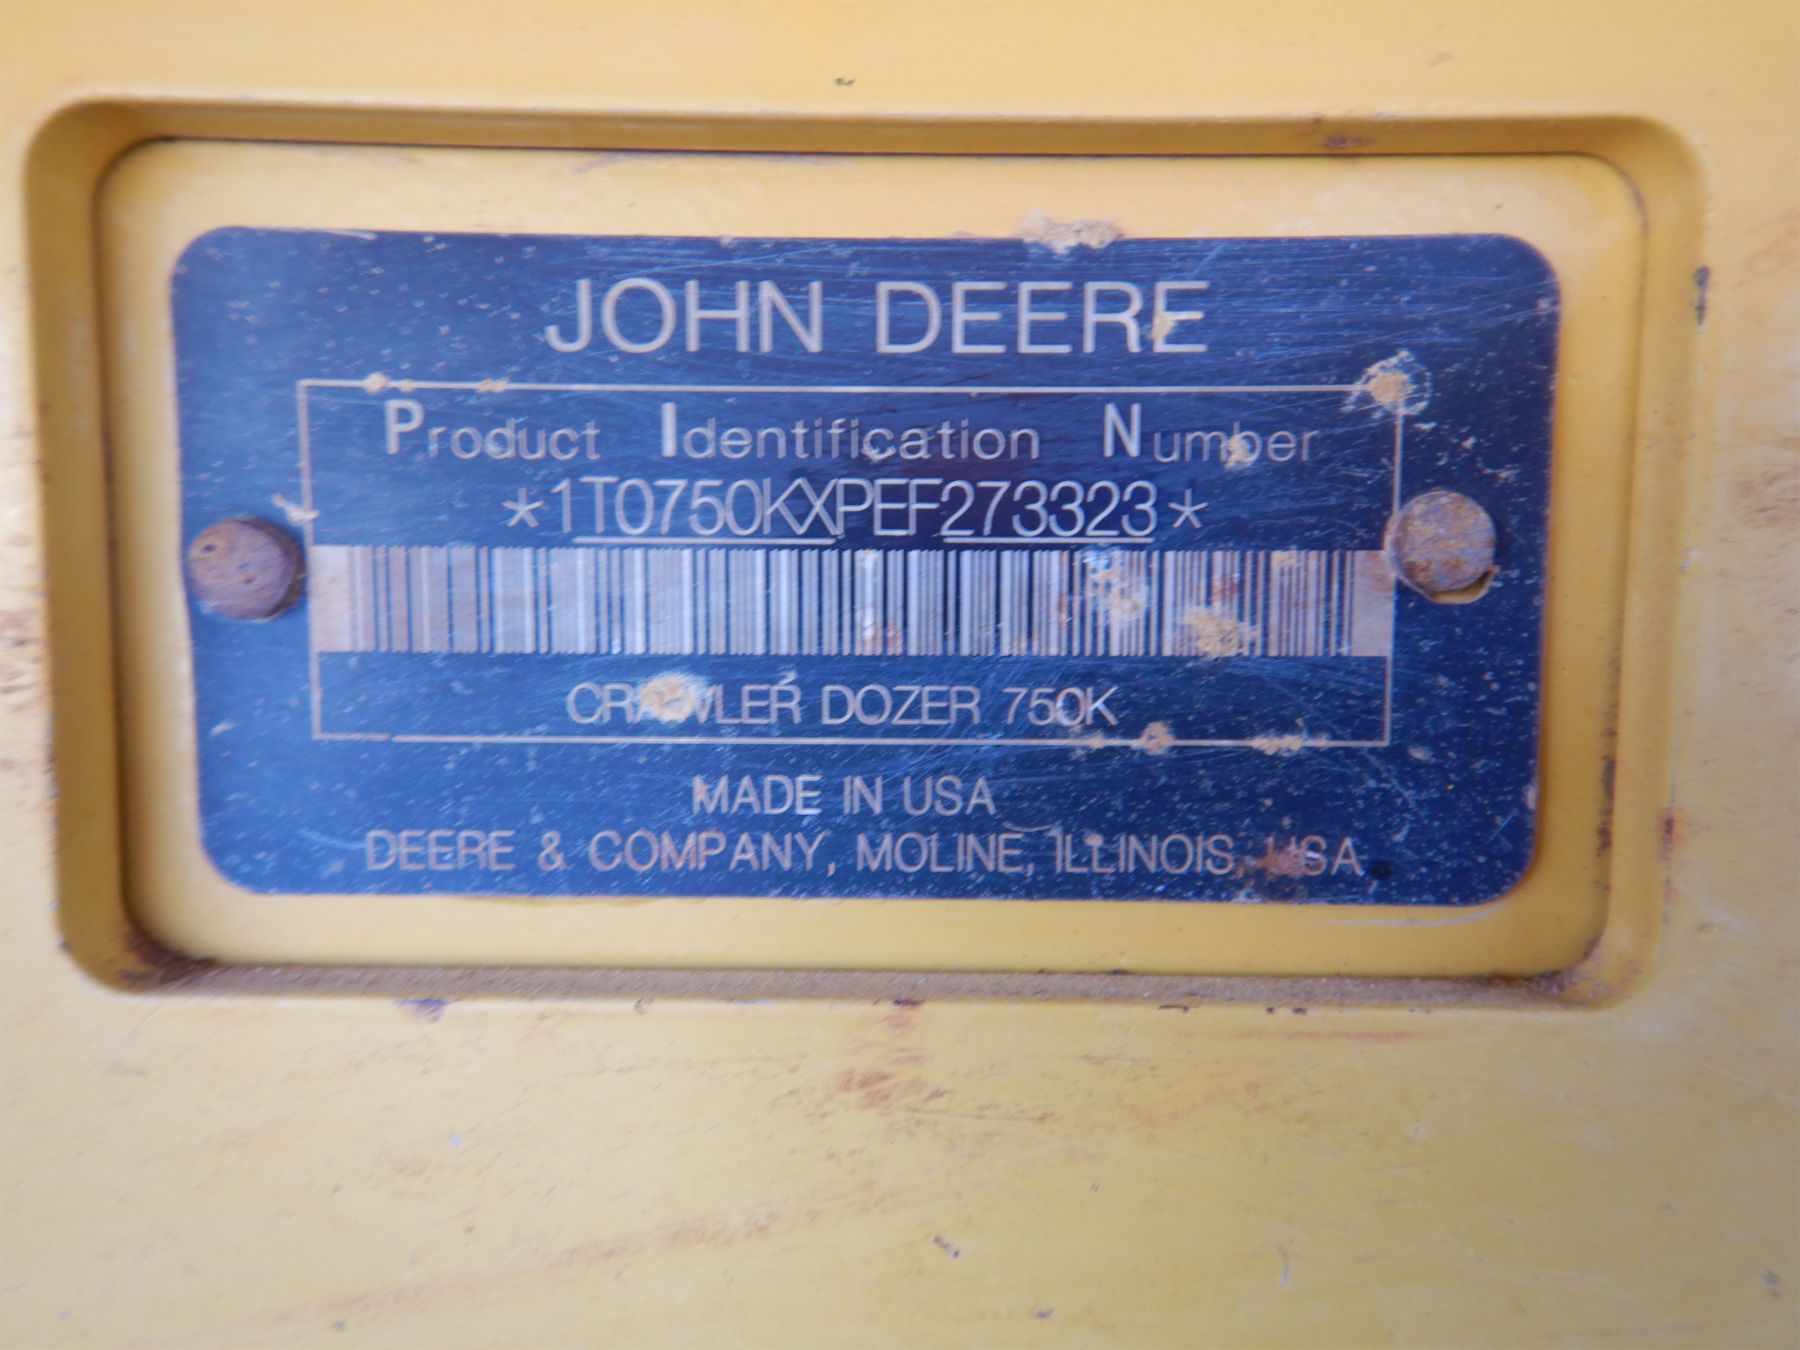 JOHN DEERE
Product Identification Number
*1T0750KXPEF273323*
CRAWLER DOZER 750K
MADE IN USA
DEERE & COMPANY, MOLINE, ILLINOIS, USA